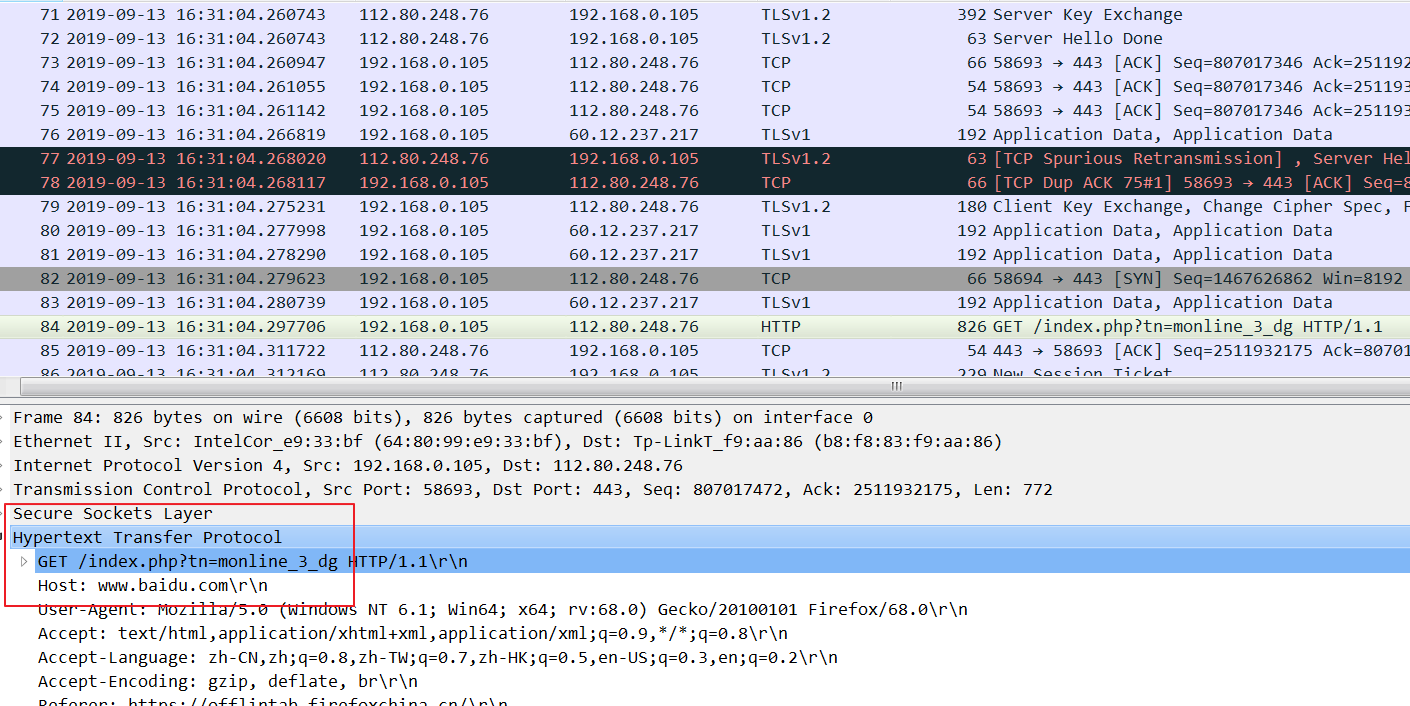 71 2019-09-13 16:31:04.260743 112.80.248.76 192.168.0.105 TLSv1.2 392 Server Key Exchange
72 2019-09-13 16:31:04.260743 112.80.248.76 192.168.0.105 TLSv1.2 63 Server Hello Done
73 2019-09-13 16:31:04.260947 192.168.0.105 112.80.248.76 TCP 66 58693 → 443 [ACK] Seq=807017346 Ack=251192
74 2019-09-13 16:31:04.261055 192.168.0.105 112.80.248.76 TCP 54 58693 → 443 [ACK] Seq=807017346 Ack=251193
75 2019-09-13 16:31:04.261142 192.168.0.105 112.80.248.76 TCP 54 58693 → 443 [ACK] Seq=807017346 Ack=251193
76 2019-09-13 16:31:04.266819 192.168.0.105 60.12.237.217 TLSv1 192 Application Data, Application Data
77 2019-09-13 16:31:04.268020 112.80.248.76 192.168.0.105 TLSv1.2 63 [TCP Spurious Retransmission] , Server Hel
78 2019-09-13 16:31:04.268117 192.168.0.105 112.80.248.76 TCP 66 [TCP Dup ACK 75#1] 58693 → 443 [ACK] Seq=8
79 2019-09-13 16:31:04.275231 192.168.0.105 112.80.248.76 TLSv1.2 180 Client Key Exchange, Change Cipher Spec, F
80 2019-09-13 16:31:04.277998 192.168.0.105 60.12.237.217 TLSv1 192 Application Data, Application Data
81 2019-09-13 16:31:04.278290 192.168.0.105 60.12.237.217 TLSv1 192 Application Data, Application Data
82 2019-09-13 16:31:04.279623 192.168.0.105 112.80.248.76 TCP 66 58694 → 443 [SYN] Seq=1467626862 Win=8192
83 2019-09-13 16:31:04.280739 192.168.0.105 60.12.237.217 TLSv1 192 Application Data, Application Data
84 2019-09-13 16:31:04.297706 192.168.0.105 112.80.248.76 HTTP 826 GET /index.php?tn=monline_3_dg HTTP/1.1
85 2019-09-13 16:31:04.311722 112.80.248.76 192.168.0.105 TCP 54 443 → 58693 [ACK] Seq=2511932175 Ack=80701
86 2019-09-13 16:31:04.312169 112.80.248.76 192.168.0.105 TLSv1.2 229 New Session Ticket
Frame 84: 826 bytes on wire (6608 bits), 826 bytes captured (6608 bits) on interface 0
Ethernet II, Src: IntelCor_e9:33:bf (64:80:99:e9:33:bf), Dst: Tp-LinkT_f9:aa:86 (b8:f8:83:f9:aa:86)
Internet Protocol Version 4, Src: 192.168.0.105, Dst: 112.80.248.76
Transmission Control Protocol, Src Port: 58693, Dst Port: 443, Seq: 807017472, Ack: 2511932175, Len: 772
Secure Sockets Layer
Hypertext Transfer Protocol
GET /index.php?tn=monline_3_dg HTTP/1.1\r\n
Host: www.baidu.com\r\n
User-Agent: Mozilla/5.0 (Windows NT 6.1; Win64; x64; rv:68.0) Gecko/20100101 Firefox/68.0\r\n
Accept: text/html,application/xhtml+xml,application/xml;q=0.9,*/*;q=0.8\r\n
Accept-Language: zh-CN,zh;q=0.8,zh-TW;q=0.7,zh-HK;q=0.5,en-US;q=0.3,en;q=0.2\r\n
Accept-Encoding: gzip, deflate, br\r\n
Referer: https://offlintab.firefoxchina.cn/\r\n